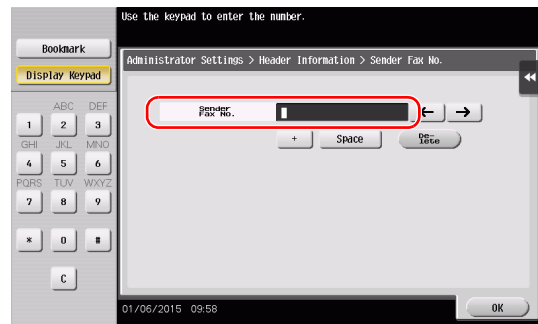 Use the keypad to enter the number.
Bookmark
Display Keypad
Administrator Settings > Header Information > Sender Fax No.
ABC DEF
1 2 3
GHI JKL MNO
4 5 6
PQRS TUV WXYZ
7 8 9
* 0 #
C
Sender
Fax No.
← →
+ Space De-
lete
01/06/2015 09:58
OK